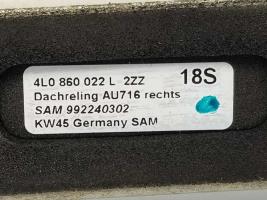 4L0 860 022 L 2ZZ 18S
Dachreling AU716 rechts
SAM 992240302
KW45 Germany SAM